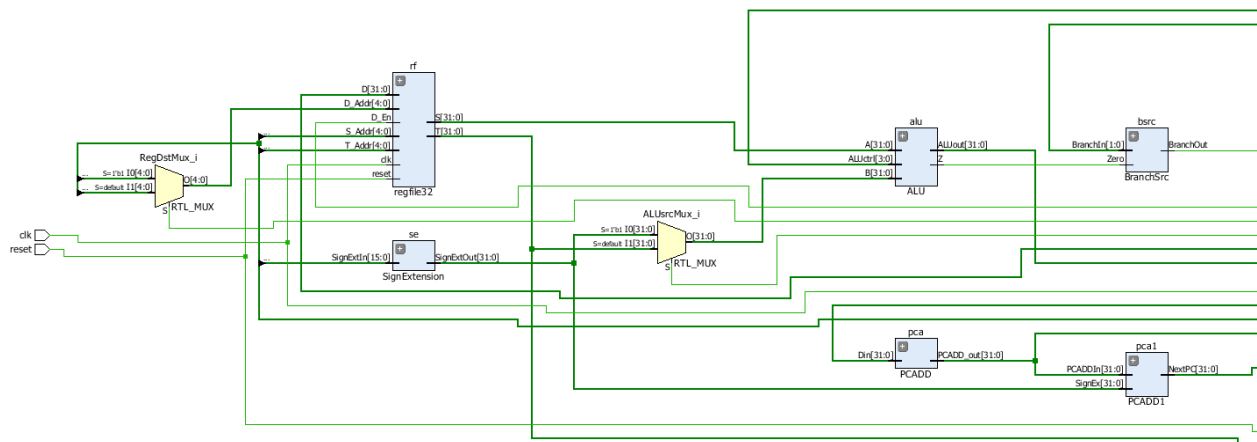 rf
D[31:0]
D_Addr[4:0]
D_En
S_Addr[4:0]
T_Addr[4:0]
clk
reset
S[31:0]
T[31:0]
regfile32
RegDstMux_i
S=1'b1 I0[4:0]
S=default I1[4:0]
O[4:0]
S
RTL_MUX
...
...
...
...
clk
reset
se
SignExtIn[15:0]
SignExtOut[31:0]
SignExtension
...
ALUsrcMux_i
S=1'b1 I0[31:0]
S=default I1[31:0]
O[31:0]
S
RTL_MUX
alu
A[31:0]
ALUctrl[3:0]
B[31:0]
ALUout[31:0]
Z
ALU
bsrc
BranchIn[1:0]
Zero
BranchOut
BranchSrc
pca
Din[31:0]
PCADD_out[31:0]
PCADD
pca1
PCADDIn[31:0]
SignEx[31:0]
NextPC[31:0]
PCADD1